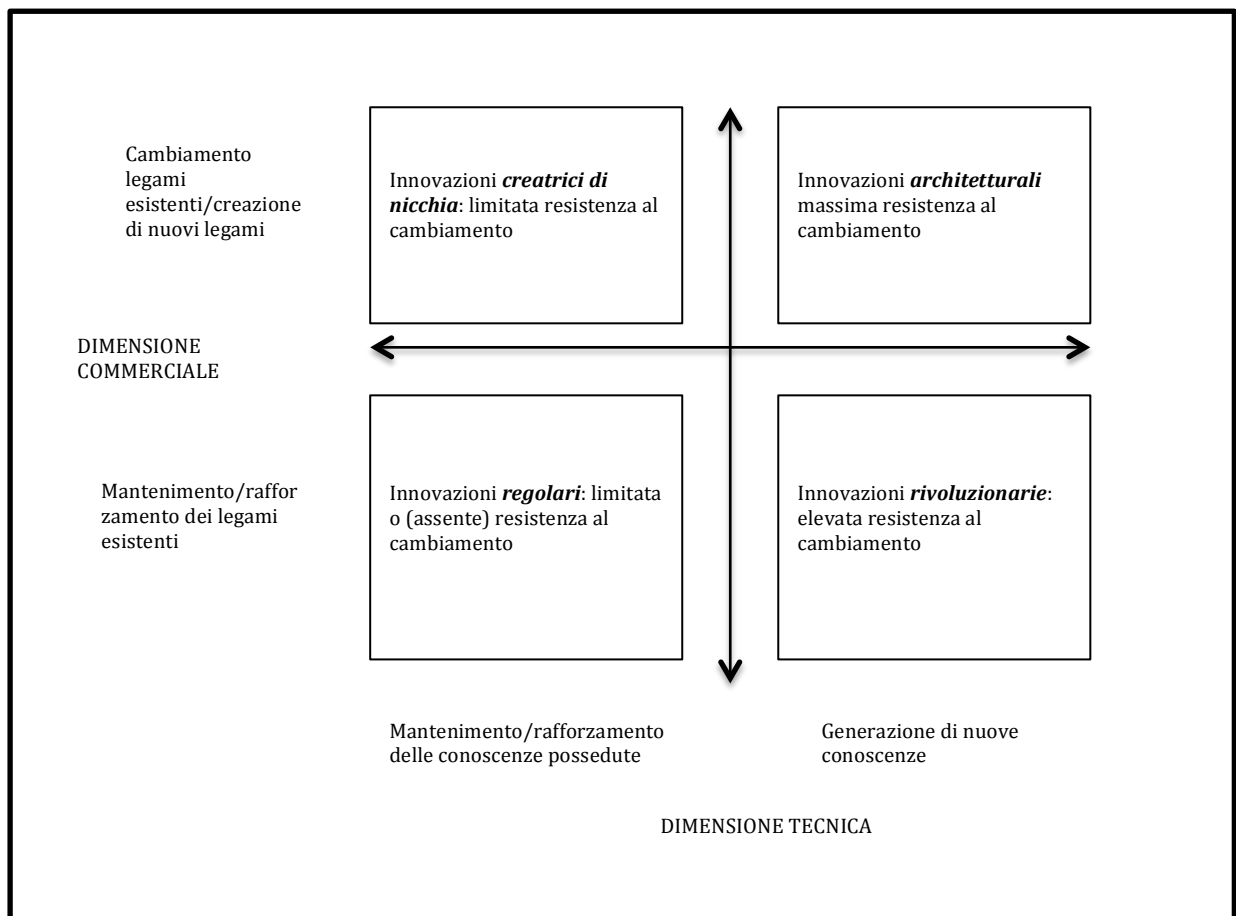 Cambiamento
legami
esistenti/creazione
di nuovi legami
Innovazioni creatrici di
nicchia: limitata resistenza al
cambiamento
Innovazioni architetturali
massima resistenza al
cambiamento
DIMENSIONE
COMMERCIALE
Mantenimento/raffor
zamento dei legami
esistenti
Innovazioni regolari: limitata
o (assente) resistenza al
cambiamento
Innovazioni rivoluzionarie:
elevata resistenza al
cambiamento
Mantenimento/rafforzamento
delle conoscenze possedute
Generazione di nuove
conoscenze
DIMENSIONE TECNICA